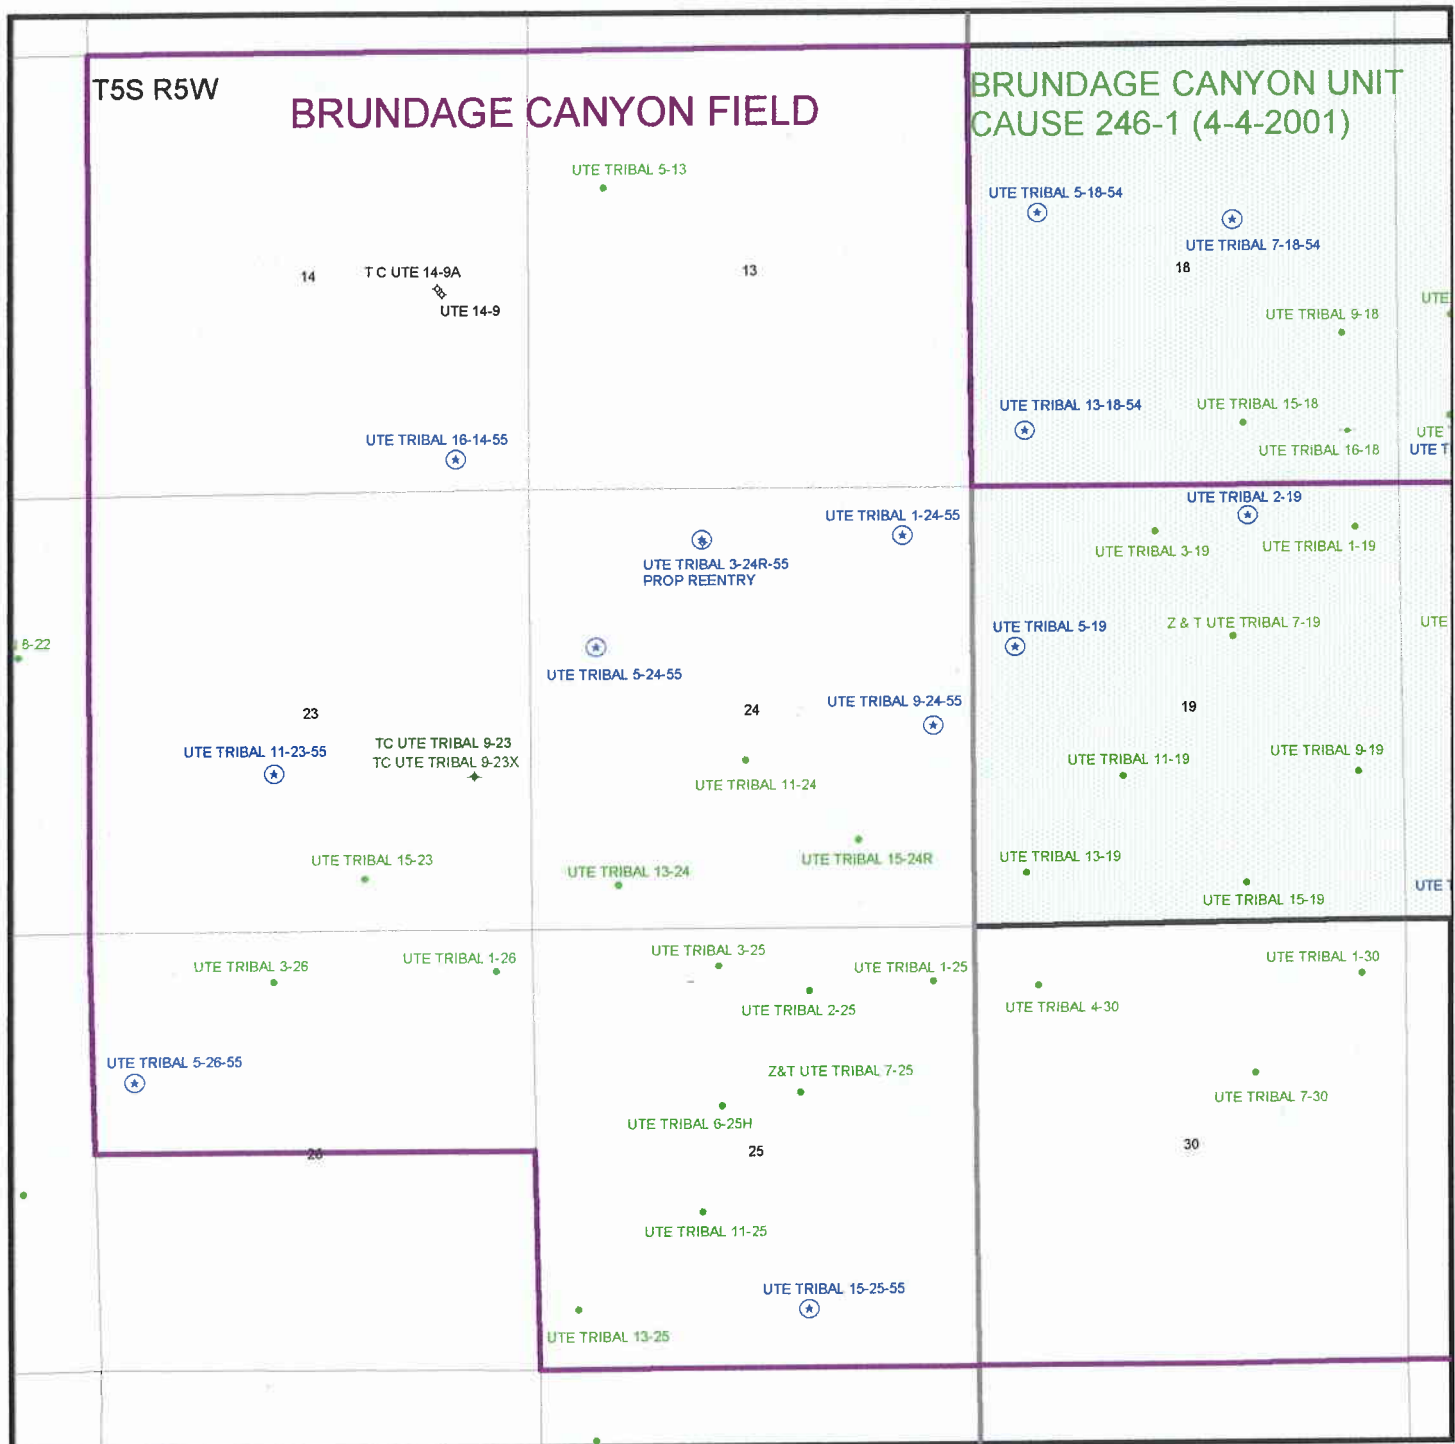 T5S R5W
BRUNDAGE CANYON FIELD
BRUNDAGE CANYON UNIT
CAUSE 246-1 (4-4-2001)
UTE TRIBAL 5-13
UTE TRIBAL 5-18-54
UTE TRIBAL 7-18-54
14
T C UTE 14-9A
UTE 14-9
13
18
UTE
UTE TRIBAL 9-18
UTE TRIBAL 16-14-55
UTE TRIBAL 13-18-54
UTE TRIBAL 15-18
UTE TRIBAL 16-18
UTE
UTE T
UTE TRIBAL 3-24R-55
PROP REENTRY
UTE TRIBAL 1-24-55
UTE TRIBAL 2-19
UTE TRIBAL 3-19
UTE TRIBAL 1-19
8-22
UTE TRIBAL 5-24-55
UTE TRIBAL 5-19
Z & T UTE TRIBAL 7-19
UTE
23
24
UTE TRIBAL 9-24-55
19
UTE TRIBAL 11-23-55
TC UTE TRIBAL 9-23
TC UTE TRIBAL 9-23X
UTE TRIBAL 11-24
UTE TRIBAL 11-19
UTE TRIBAL 9-19
UTE TRIBAL 15-23
UTE TRIBAL 13-24
UTE TRIBAL 15-24R
UTE TRIBAL 13-19
UTE TRIBAL 15-19
UTE T
UTE TRIBAL 3-26
UTE TRIBAL 1-26
UTE TRIBAL 3-25
UTE TRIBAL 1-25
UTE TRIBAL 2-25
UTE TRIBAL 4-30
UTE TRIBAL 1-30
UTE TRIBAL 5-26-55
Z&T UTE TRIBAL 7-25
UTE TRIBAL 6-25H
UTE TRIBAL 7-30
26
25
30
UTE TRIBAL 11-25
UTE TRIBAL 15-25-55
UTE TRIBAL 13-25